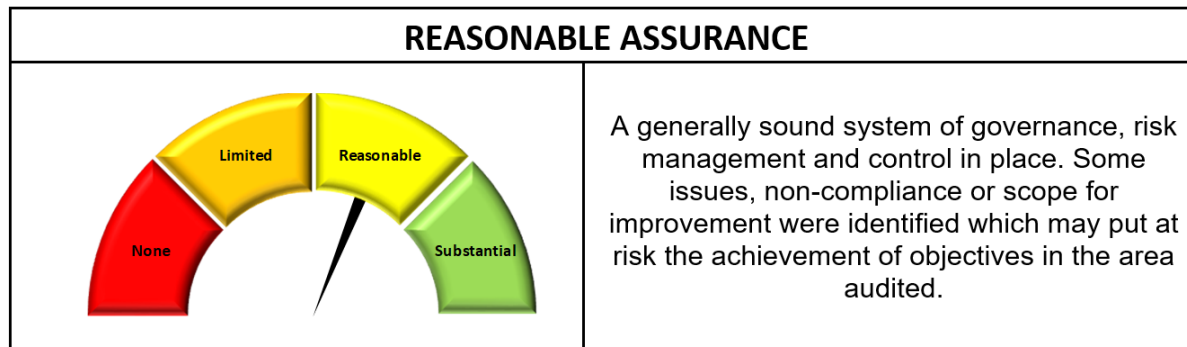 REASONABLE ASSURANCE
Limited
Reasonable
None
Substantial
A generally sound system of governance, risk
management and control in place. Some
issues, non-compliance or scope for
improvement were identified which may put at
risk the achievement of objectives in the area
audited.